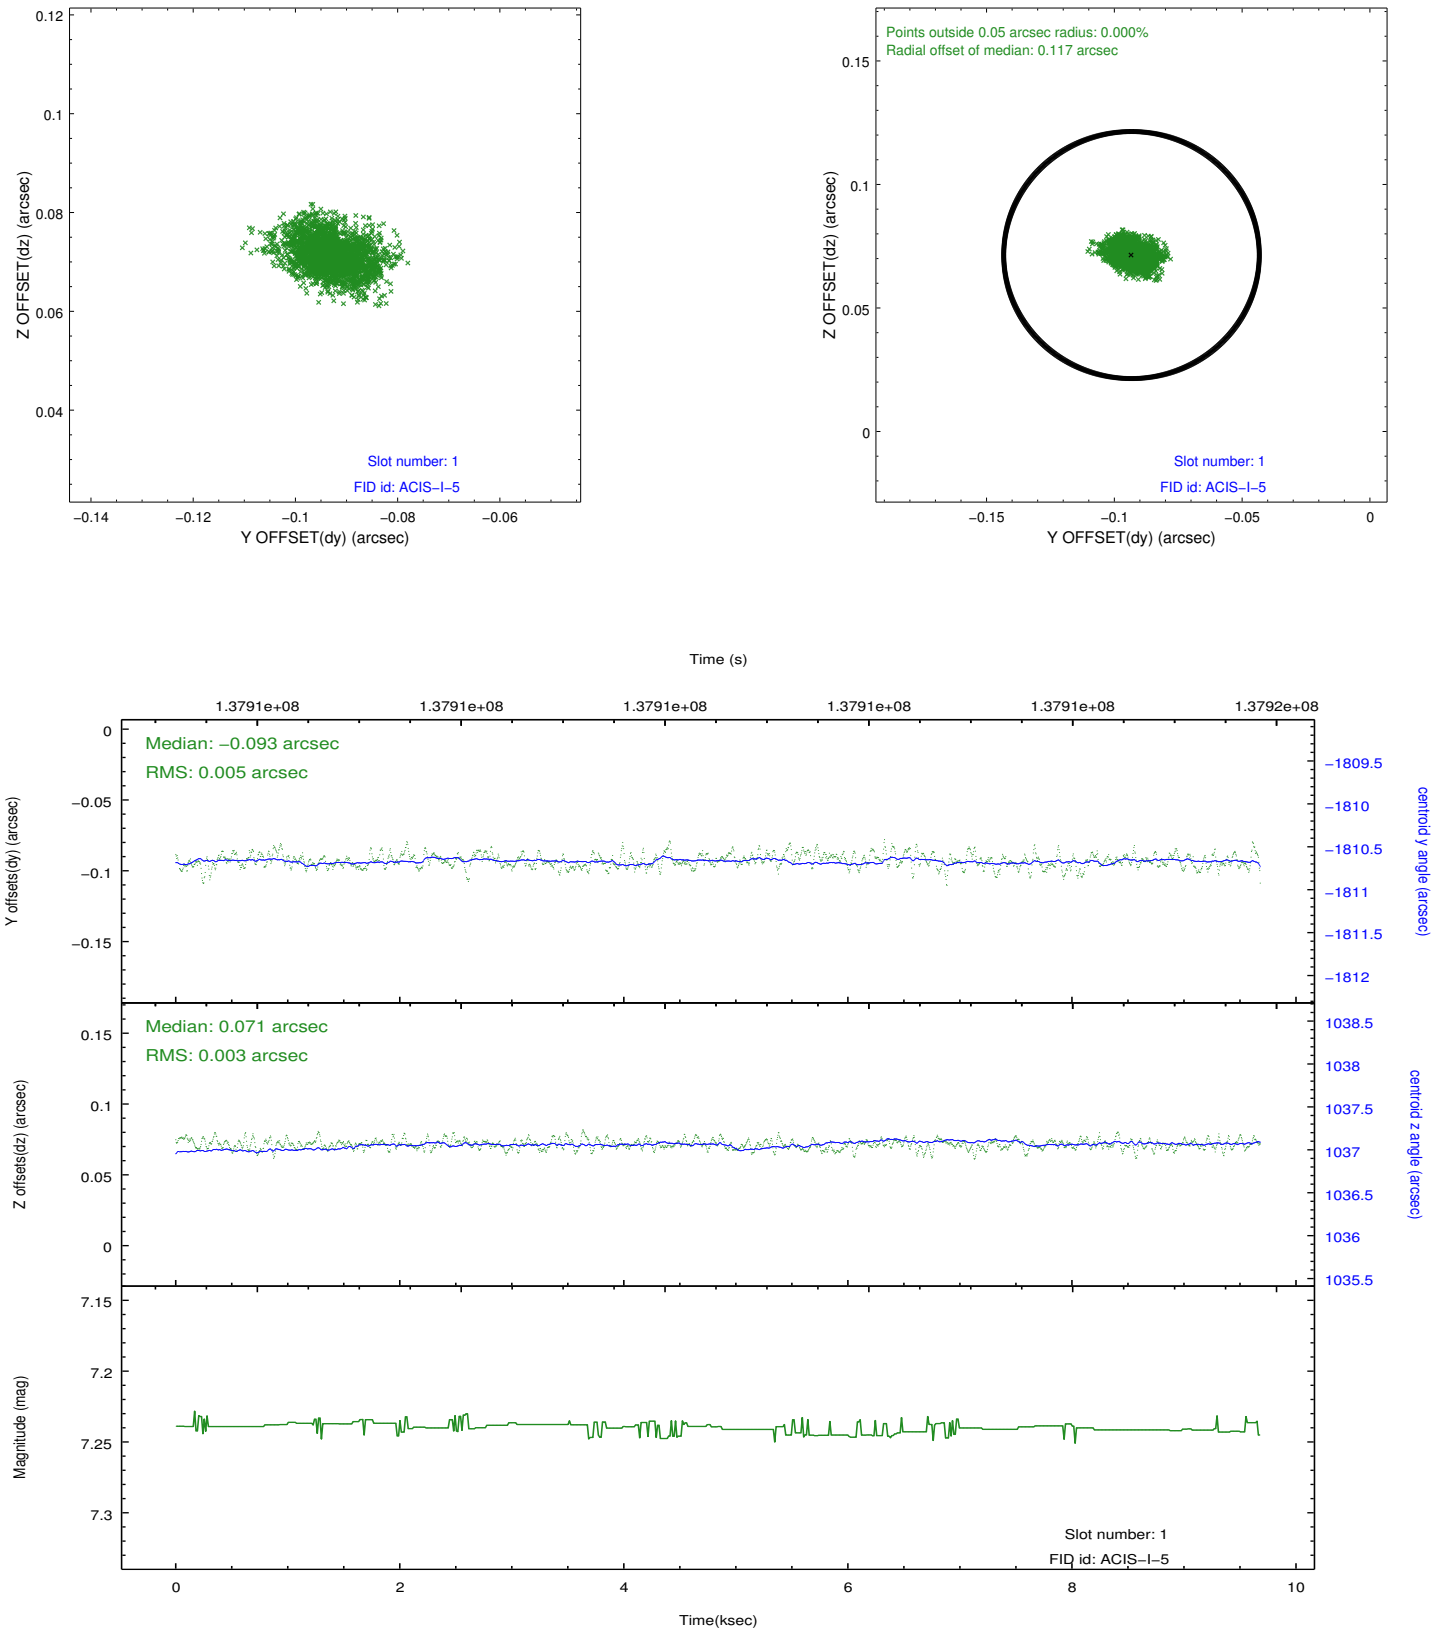 0.12
0.1
0.08
0.06
0.04
Z OFFSET(dz) (arcsec)
Slot number: 1
FID id: ACIS−I−5
−0.14
−0.12
−0.1
−0.08
−0.06
Y OFFSET(dy) (arcsec)
Points outside 0.05 arcsec radius: 0.000%
Radial offset of median: 0.117 arcsec
0.15
0.1
0.05
0
Z OFFSET(dz) (arcsec)
Slot number: 1
FID id: ACIS−I−5
−0.15
−0.1
−0.05
0
Y OFFSET(dy) (arcsec)
Time (s)
1.3791e+08
1.3791e+08
1.3791e+08
1.3791e+08
1.3791e+08
1.3792e+08
Median: −0.093 arcsec
RMS: 0.005 arcsec
0
−0.05
−0.1
−0.15
Y offsets(dy) (arcsec)
−1809.5
−1810
−1810.5
−1811
−1811.5
−1812
centroid y angle (arcsec)
Median: 0.071 arcsec
RMS: 0.003 arcsec
0.15
0.1
0.05
0
Z offsets(dz) (arcsec)
1038.5
1038
1037.5
1037
1036.5
1036
1035.5
centroid z angle (arcsec)
7.15
7.2
7.25
7.3
Magnitude (mag)
Slot number: 1
FID id: ACIS−I−5
0
2
4
6
8
10
Time(ksec)